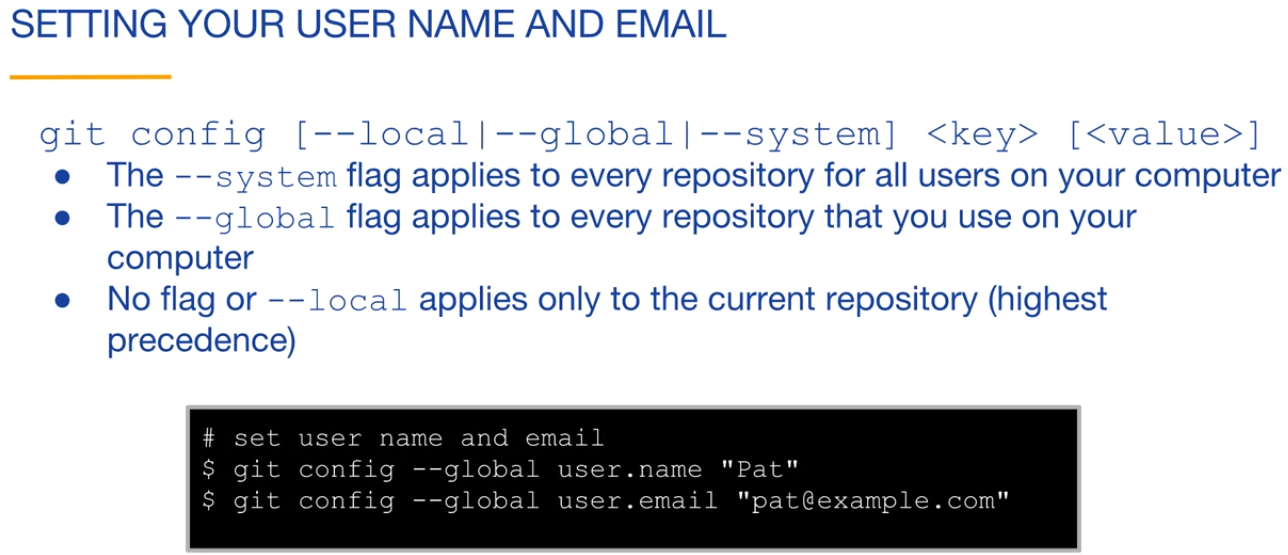 SETTING YOUR USER NAME AND EMAIL
git config [--local|--global|--system] <key> [<value>]
● The --system flag applies to every repository for all users on your computer
● The --global flag applies to every repository that you use on your
computer
● No flag or --local applies only to the current repository (highest
precedence)
# set user name and email
$ git config --global user.name "Pat"
$ git config --global user.email "pat@example.com"